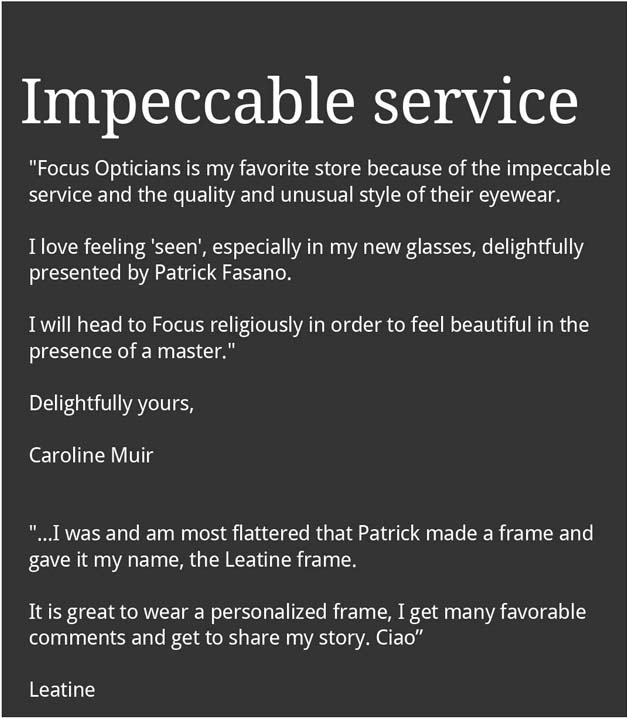 Impeccable service
"Focus Opticians is my favorite store because of the impeccable
service and the quality and unusual style of their eyewear.
I love feeling 'seen', especially in my new glasses, delightfully
presented by Patrick Fasano.
I will head to Focus religiously in order to feel beautiful in the
presence of a master."
Delightfully yours,
Caroline Muir
"...I was and am most flattered that Patrick made a frame and
gave it my name, the Leatine frame.
It is great to wear a personalized frame, I get many favorable
comments and get to share my story. Ciao”
Leatine